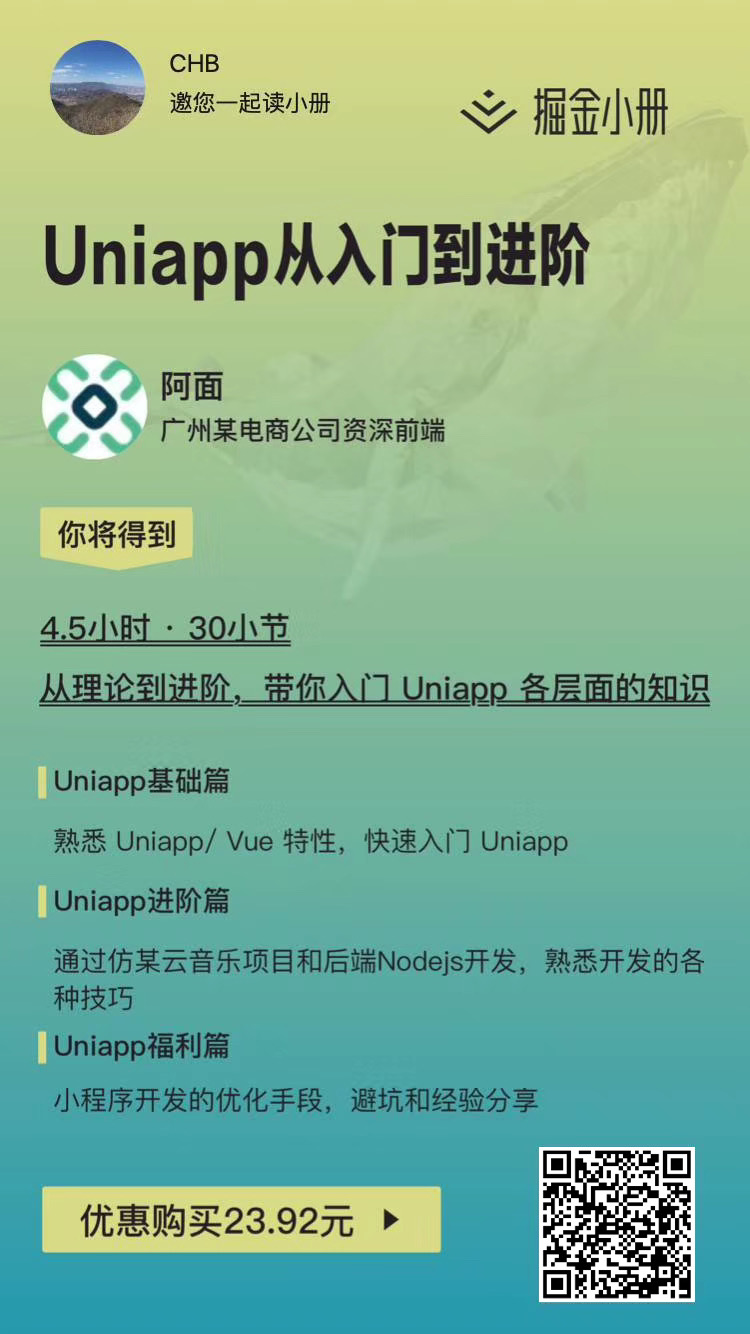 CHB
邀您一起读小册
掘金小册
Uniapp从入门到进阶
阿面
广州某电商公司资深前端
你将得到
4.5小时 · 30小节
从理论到进阶，带你入门 Uniapp 各层面的知识
Uniapp基础篇
熟悉 Uniapp/ Vue 特性，快速入门 Uniapp
Uniapp进阶篇
通过仿某云音乐项目和后端Nodejs开发，熟悉开发的各
种技巧
Uniapp福利篇
小程序开发的优化手段，避坑和经验分享
优惠购买23.92元